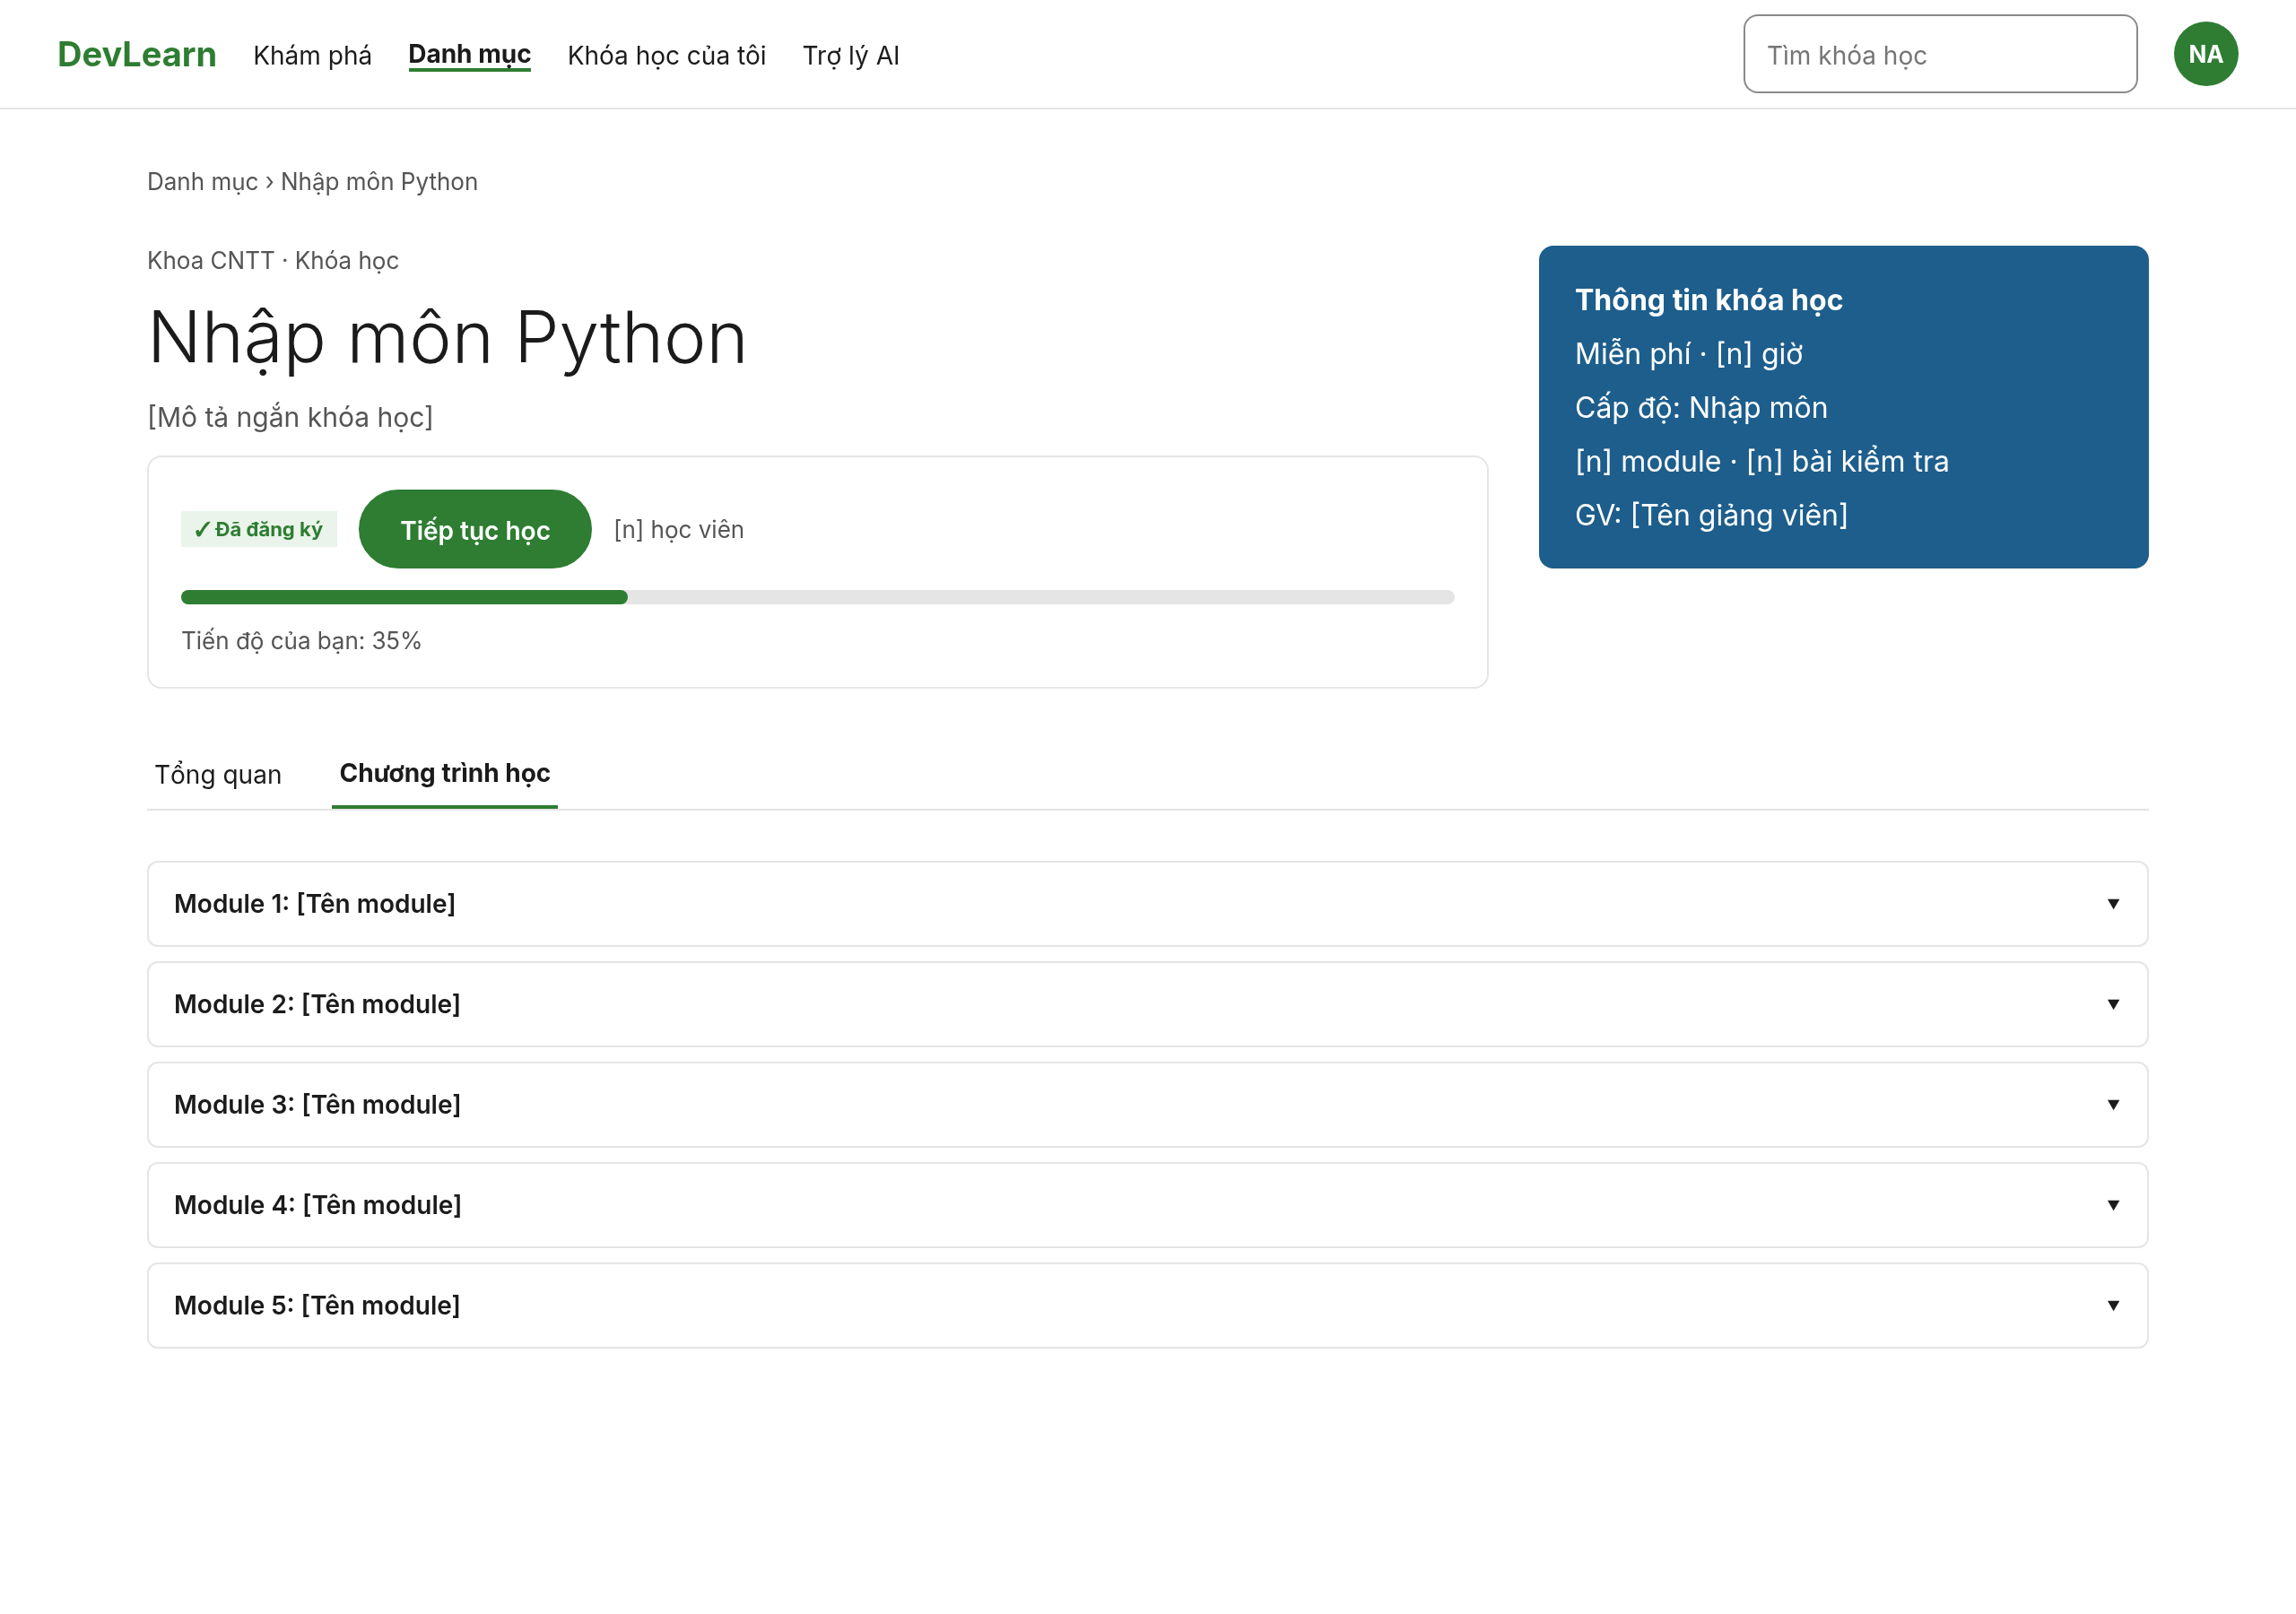 DevLearn Khám phá Danh mục Khóa học của tôi Trợ lý AI Tìm khóa học NA
Danh mục › Nhập môn Python
Khoa CNTT · Khóa học
Nhập môn Python
[Mô tả ngắn khóa học]
✓ Đã đăng ký Tiếp tục học [n] học viên
Tiến độ của bạn: 35%
Thông tin khóa học
Miễn phí · [n] giờ
Cấp độ: Nhập môn
[n] module · [n] bài kiểm tra
GV: [Tên giảng viên]
Tổng quan Chương trình học
Module 1: [Tên module] ▼
Module 2: [Tên module] ▼
Module 3: [Tên module] ▼
Module 4: [Tên module] ▼
Module 5: [Tên module] ▼